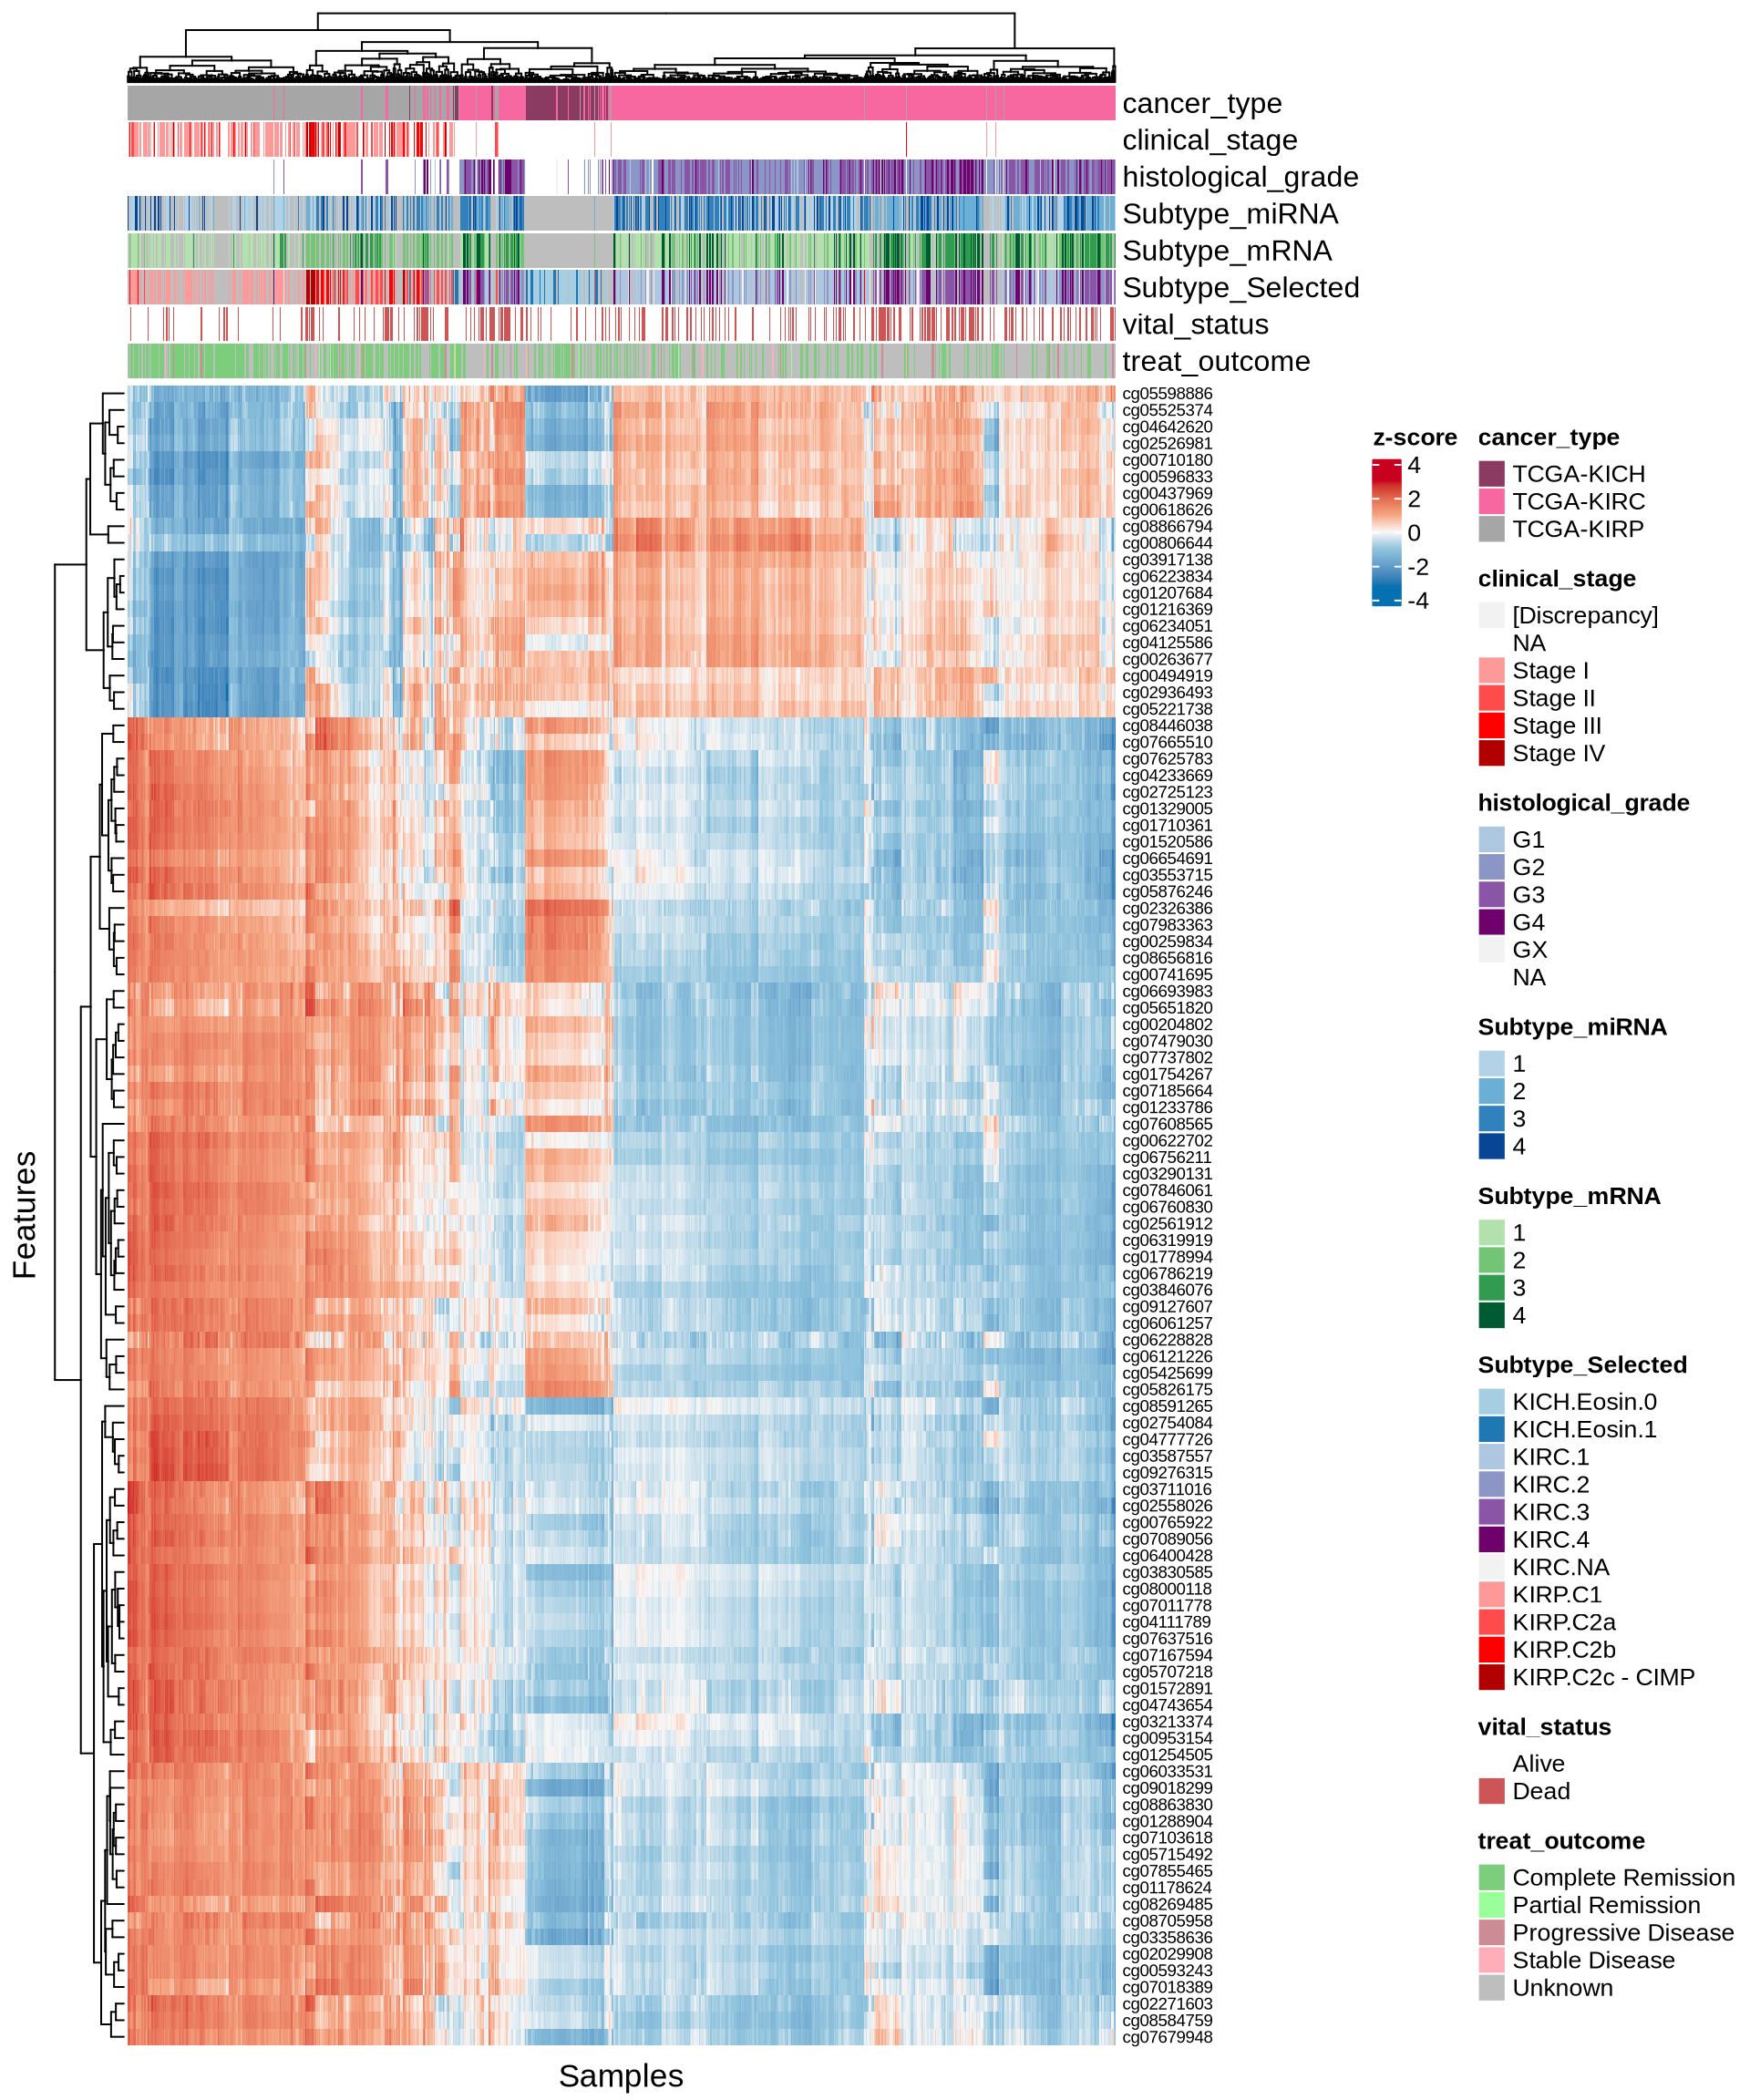 cancer_type
clinical_stage
histological_grade
Subtype_miRNA
Subtype_mRNA
Subtype_Selected
vital_status
treat_outcome
cg05598886
cg05525374
cg04642620
cg02526981
cg00710180
cg00596833
cg00437969
cg00618626
cg08866794
cg00806644
cg03917138
cg06223834
cg01207684
cg01216369
cg06234051
cg04125586
cg00263677
cg00494919
cg02936493
cg05221738
cg08446038
cg07665510
cg07625783
cg04233669
cg02725123
cg01329005
cg01710361
cg01520586
cg06654691
cg03553715
cg05876246
cg02326386
cg07983363
cg00259834
cg08656816
cg00741695
cg06693983
cg05651820
cg00204802
cg07479030
cg07737802
cg01754267
cg07185664
cg01233786
cg07608565
cg00622702
cg06756211
cg03290131
cg07846061
cg06760830
cg02561912
cg06319919
cg01778994
cg06786219
cg03846076
cg09127607
cg06061257
cg06228828
cg06121226
cg05425699
cg05826175
cg08591265
cg02754084
cg04777726
cg03587557
cg09276315
cg03711016
cg02558026
cg00765922
cg07089056
cg06400428
cg03830585
cg08000118
cg07011778
cg04111789
cg07637516
cg07167594
cg05707218
cg01572891
cg04743654
cg03213374
cg00953154
cg01254505
cg06033531
cg09018299
cg08863830
cg01288904
cg07103618
cg05715492
cg07855465
cg01178624
cg08269485
cg08705958
cg03358636
cg02029908
cg00593243
cg07018389
cg02271603
cg08584759
cg07679948
Features
Samples
z-score
4
2
0
-2
-4
cancer_type
TCGA-KICH
TCGA-KIRC
TCGA-KIRP
clinical_stage
[Discrepancy]
NA
Stage I
Stage II
Stage III
Stage IV
histological_grade
G1
G2
G3
G4
GX
NA
Subtype_miRNA
1
2
3
4
Subtype_mRNA
1
2
3
4
Subtype_Selected
KICH.Eosin.0
KICH.Eosin.1
KIRC.1
KIRC.2
KIRC.3
KIRC.4
KIRC.NA
KIRP.C1
KIRP.C2a
KIRP.C2b
KIRP.C2c - CIMP
vital_status
Alive
Dead
treat_outcome
Complete Remission
Partial Remission
Progressive Disease
Stable Disease
Unknown